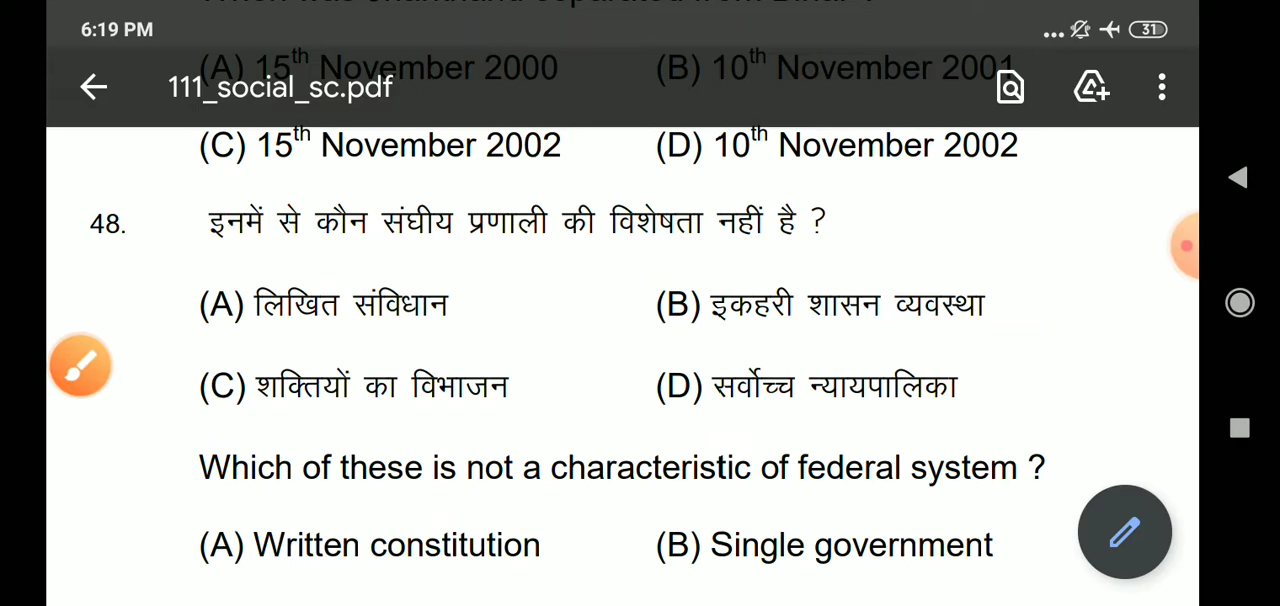 6:19 PM
31
(A) 15th November 2000 (B) 10th November 2001
111_social_sc.pdf
(C) 15th November 2002 (D) 10th November 2002
48. इनमें से कौन संघीय प्रणाली की विशेषता नहीं है ?
(A) लिखित संविधान (B) इकहरी शासन व्यवस्था
(C) शक्तियों का विभाजन (D) सर्वोच्च न्यायपालिका
Which of these is not a characteristic of federal system ?
(A) Written constitution (B) Single government